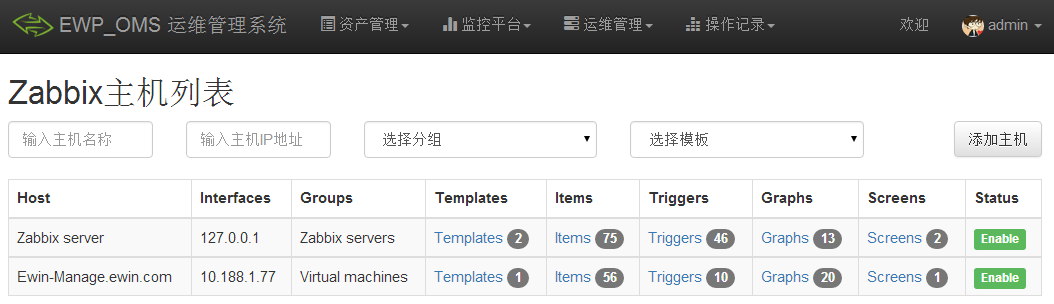 EWP_OMS 运维管理系统 资产管理 监控平台 运维管理 操作记录 欢迎 admin
Zabbix主机列表
输入主机名称 输入主机IP地址 选择分组 选择模板 添加主机
Host Interfaces Groups Templates Items Triggers Graphs Screens Status
Zabbix server 127.0.0.1 Zabbix servers Templates 2 Items 75 Triggers 46 Graphs 13 Screens 2 Enable
Ewin-Manage.ewin.com 10.188.1.77 Virtual machines Templates 1 Items 56 Triggers 10 Graphs 20 Screens 1 Enable